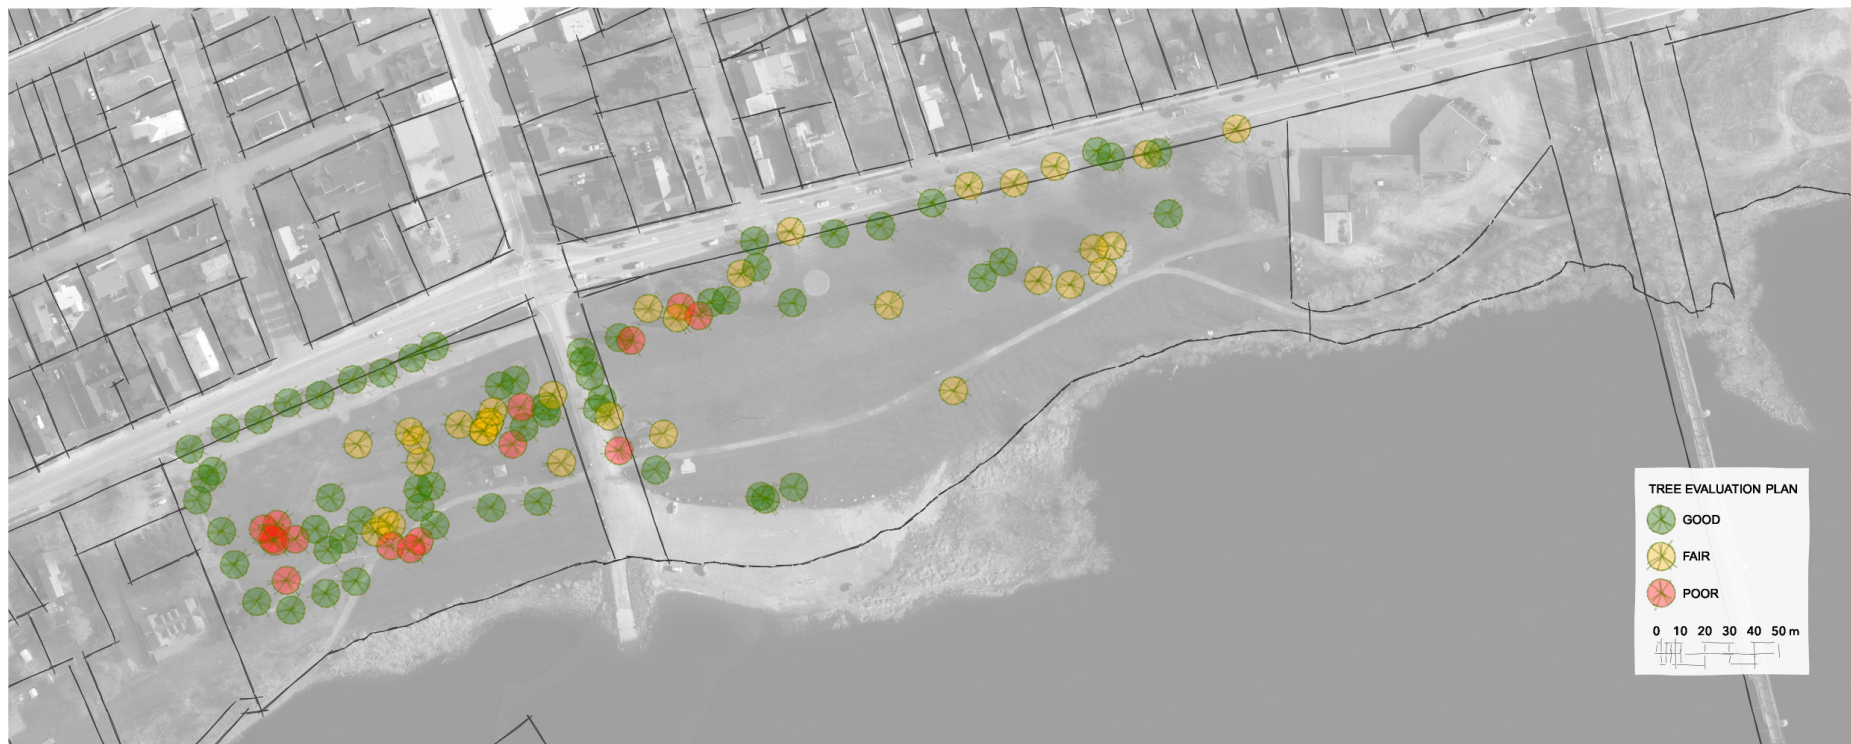 TREE EVALUATION PLAN
GOOD
FAIR
POOR
0 10 20 30 40 50 m